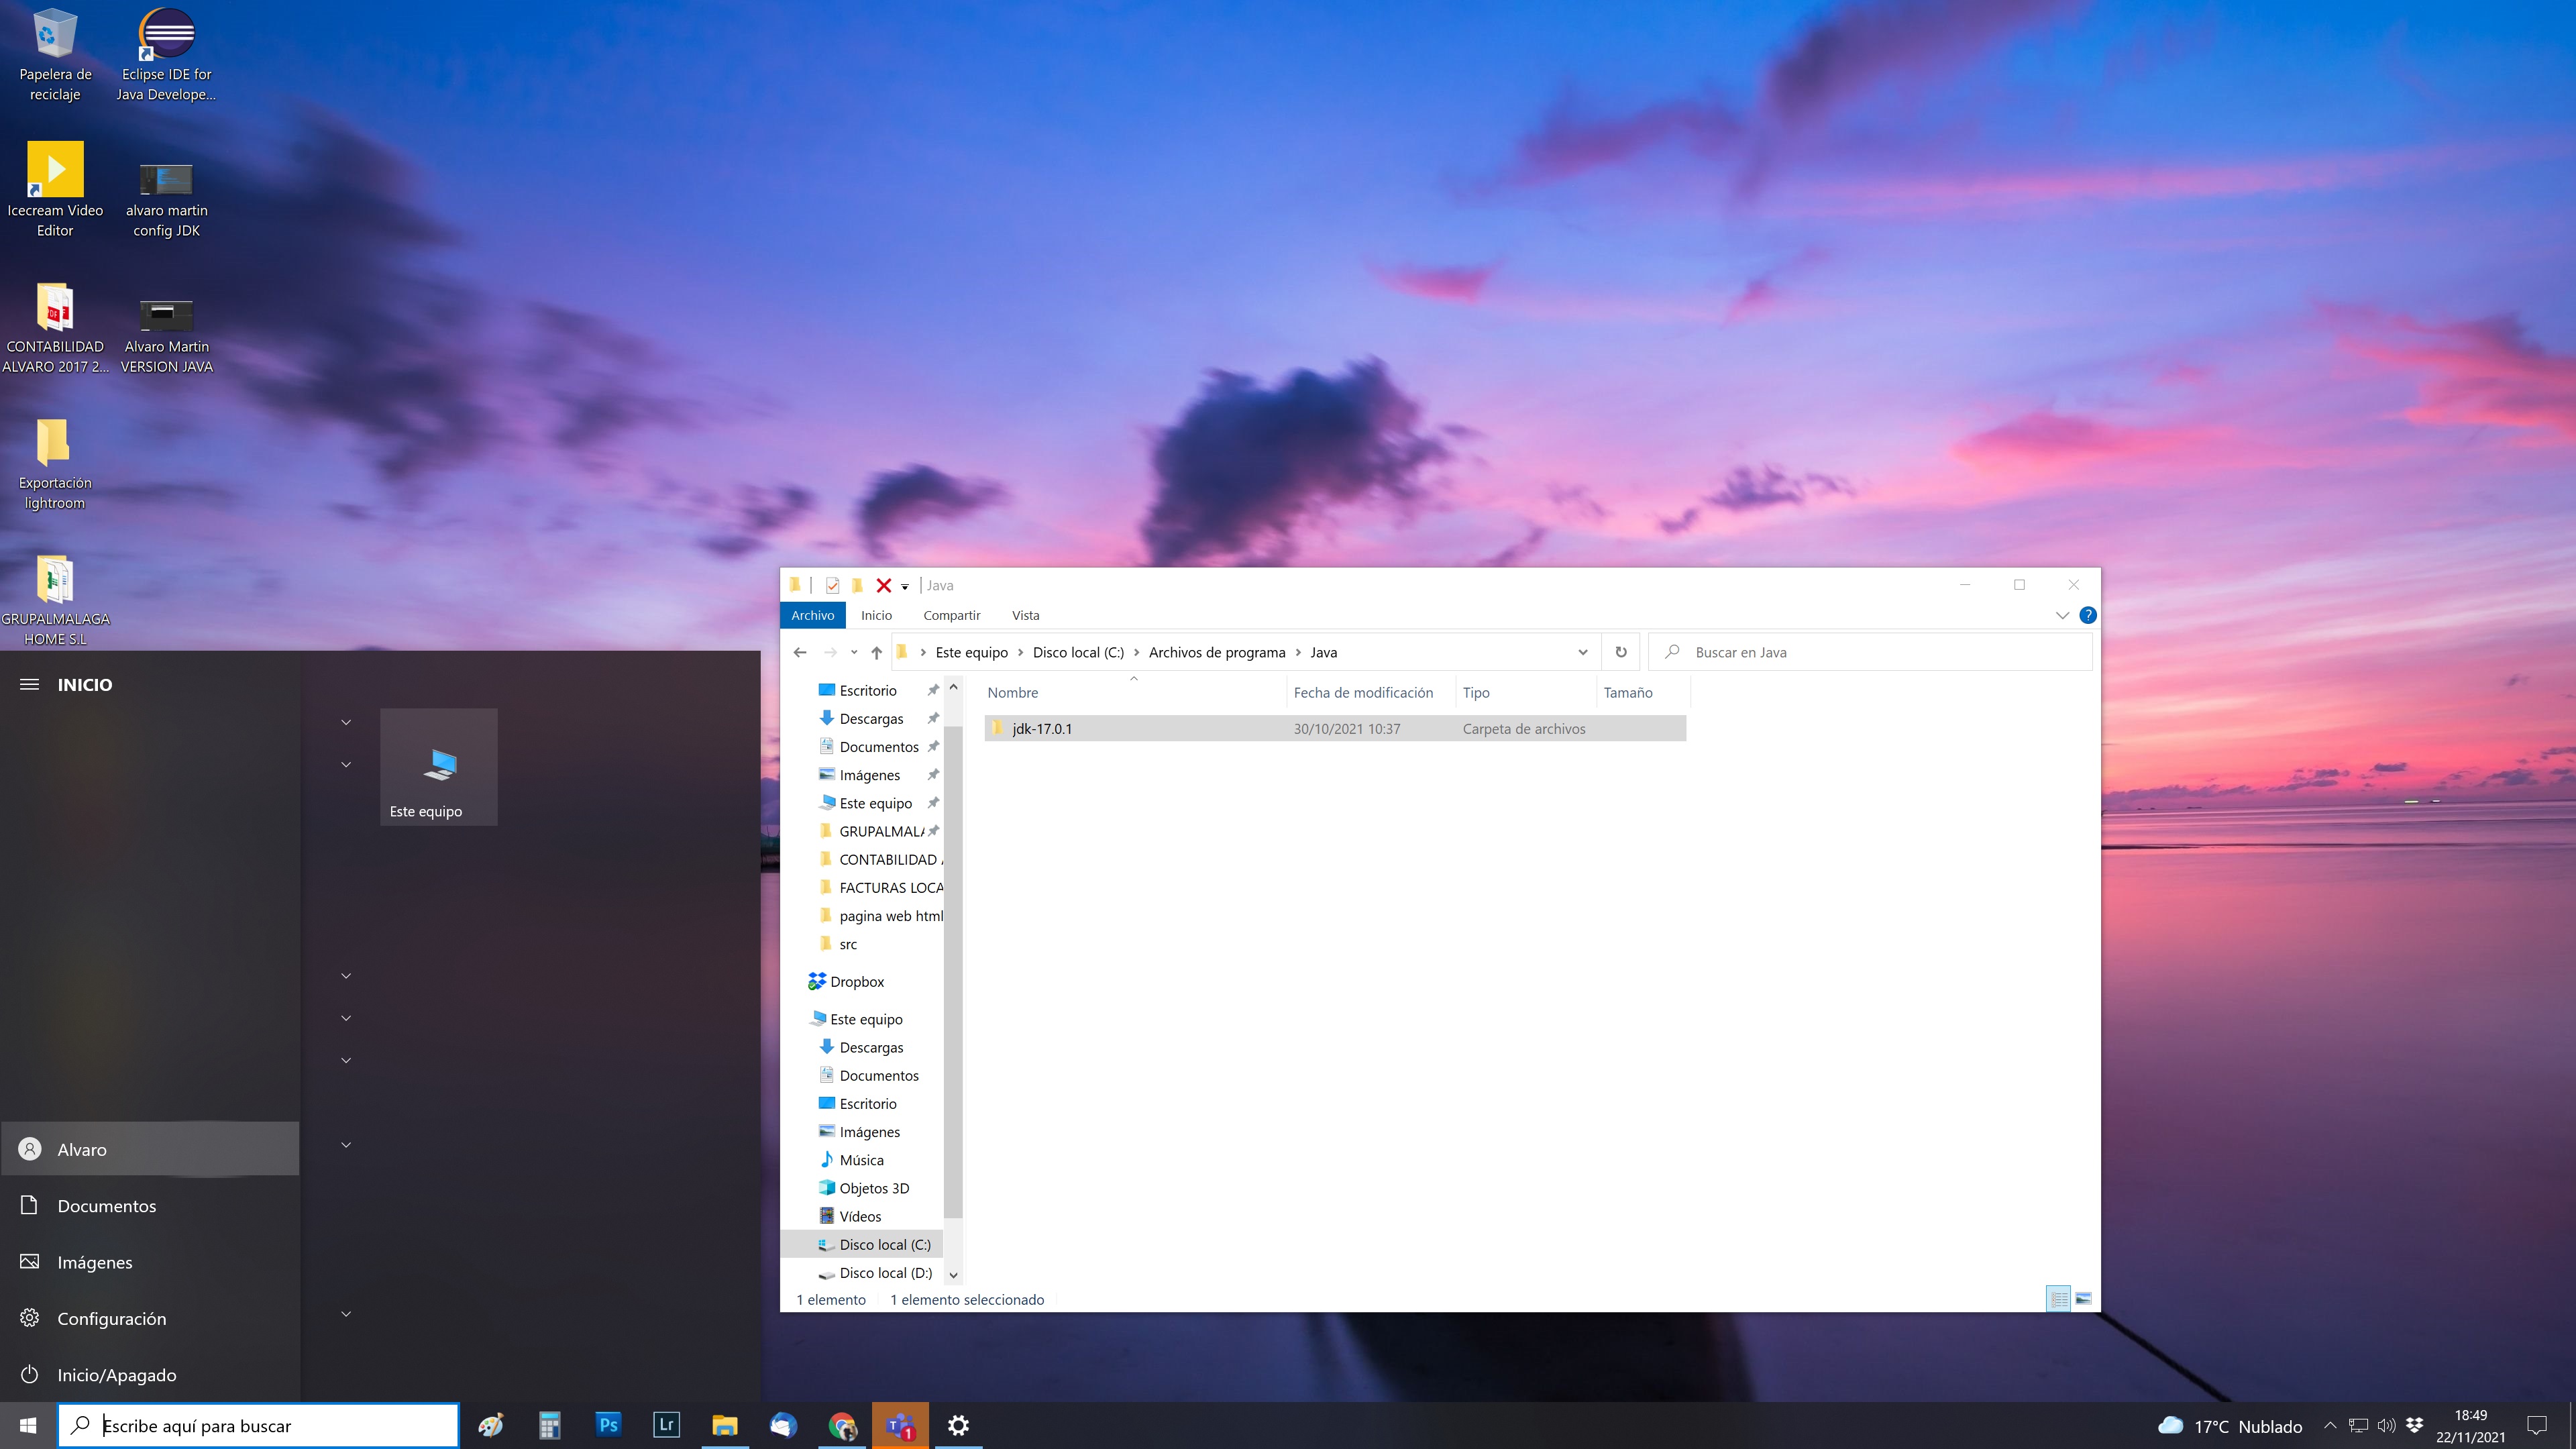 Papelera de
reciclaje
Eclipse IDE for
Java Develope...
Icecream Video
Editor
alvaro martin
config JDK
CONTABILIDAD
ALVARO 2017 2...
Alvaro Martin
VERSION JAVA
Exportación
lightroom
GRUPALMALAGA
HOME S.L
INICIO
Este equipo
Alvaro
Documentos
Imágenes
Configuración
Inicio/Apagado
Java
Archivo Inicio Compartir Vista
?
Este equipo Disco local (C:) Archivos de programa Java
Buscar en Java
Nombre Fecha de modificación Tipo Tamaño
jdk-17.0.1 30/10/2021 10:37 Carpeta de archivos
Escritorio
Descargas
Documentos
Imágenes
Este equipo
GRUPALMAL
CONTABILIDAD
FACTURAS LOCA
pagina web html
src
Dropbox
Este equipo
Descargas
Documentos
Escritorio
Imágenes
Música
Objetos 3D
Vídeos
Disco local (C:)
Disco local (D:)
1 elemento 1 elemento seleccionado
Escribe aquí para buscar
Ps
Lr
T
1
17°C Nublado
18:49
22/11/2021